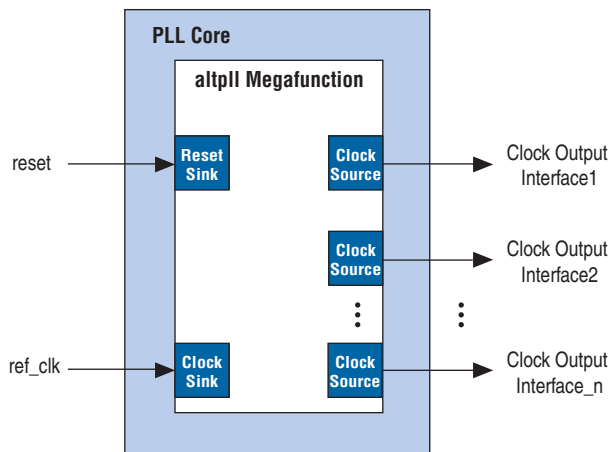 PLL Core
altpll Megafunction
reset
Reset
Sink
Clock
Source
Clock Output
Interface1
Clock
Source
Clock Output
Interface2
ref_clk
Clock
Sink
Clock
Source
Clock Output
Interface_n